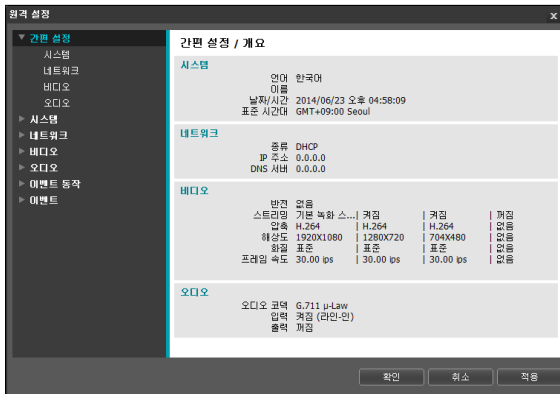 원격 설정
x
간편 설정
시스템
네트워크
비디오
오디오
시스템
네트워크
비디오
오디오
이벤트 동작
이벤트
간편 설정 / 개요
시스템
언어 한국어
이름
날짜/시간 2014/06/23 오후 04:58:09
표준 시간대 GMT+09:00 Seoul
네트워크
종류 DHCP
IP 주소 0.0.0.0
DNS 서버 0.0.0.0
비디오
반전 없음
스트리밍 기본 녹화 스...| 켜짐 | 켜짐 | 꺼짐
압축 H.264 | H.264 | H.264 | 없음
해상도 1920X1080 | 1280X720 | 704X480 | 없음
화질 표준 | 표준 | 표준 | 없음
프레임 속도 30.00 ips | 30.00 ips | 30.00 ips | 없음
오디오
오디오 코덱 G.711 μ-Law
입력 켜짐 (라인-인)
출력 꺼짐
확인 취소 적용